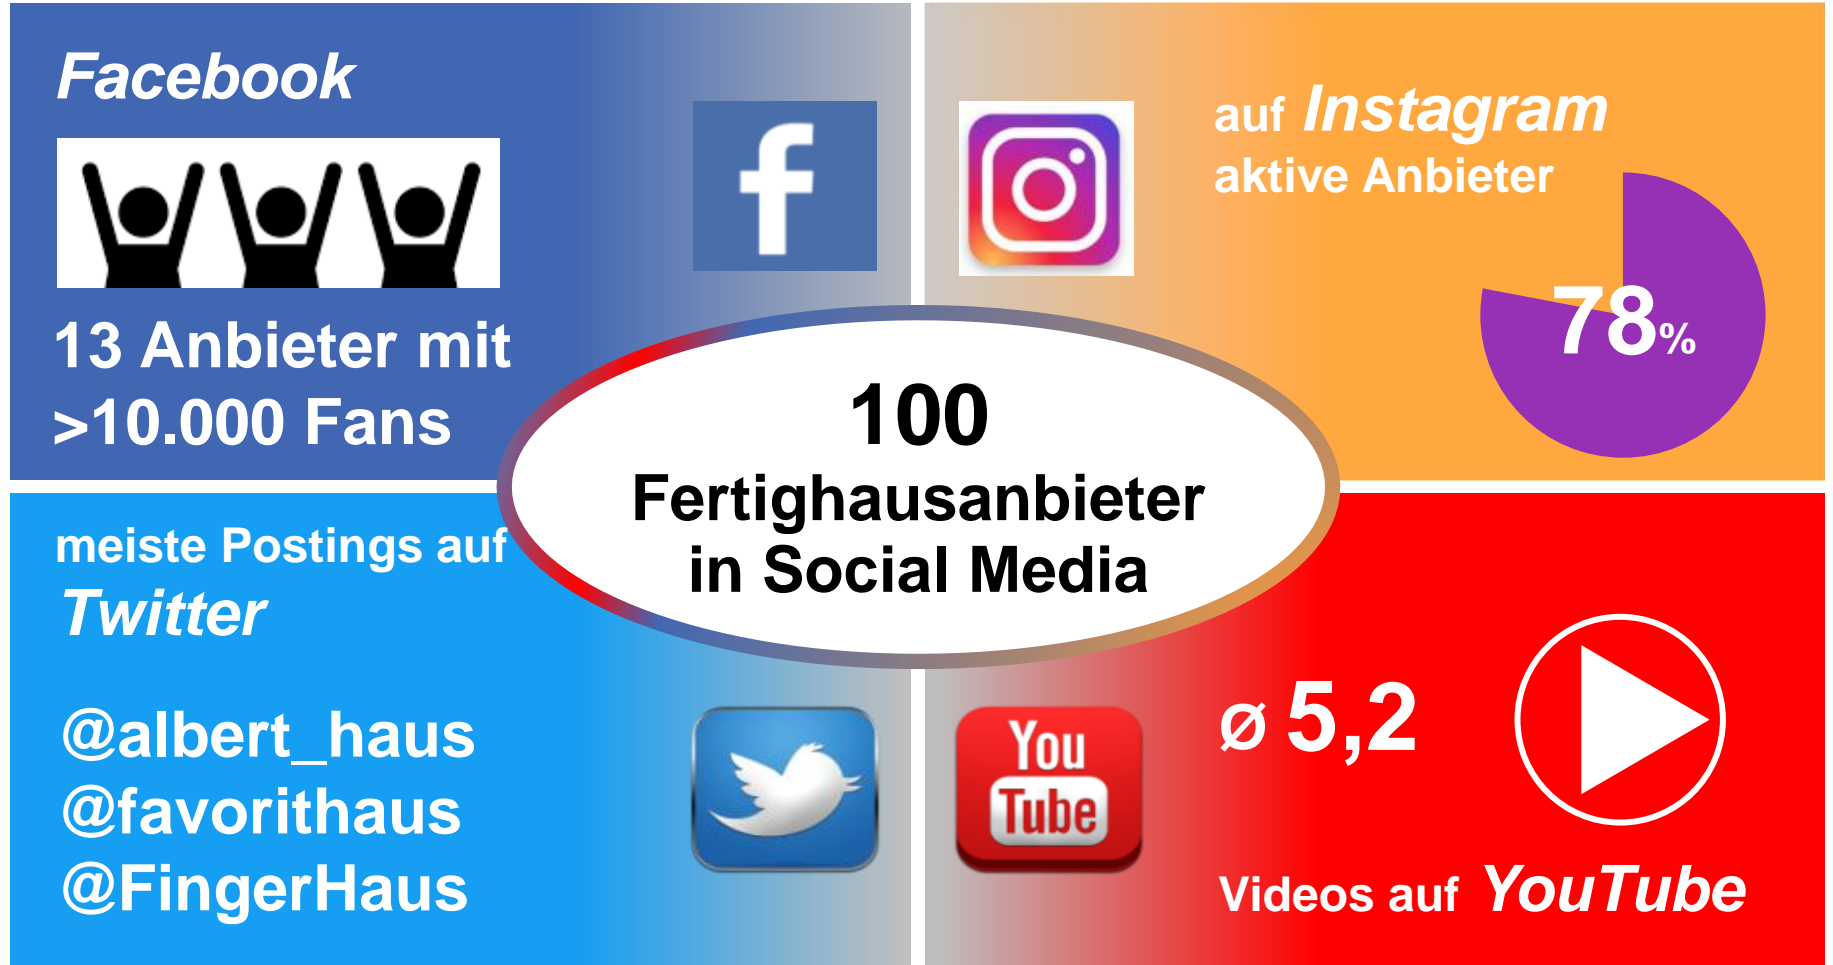 Facebook
f
13 Anbieter mit
>10.000 Fans
auf Instagram
aktive Anbieter
78%
100
Fertighausanbieter
in Social Media
meiste Postings auf
Twitter
@albert_haus
@favorithaus
@FingerHaus
You
Tube
ø 5,2
Videos auf YouTube